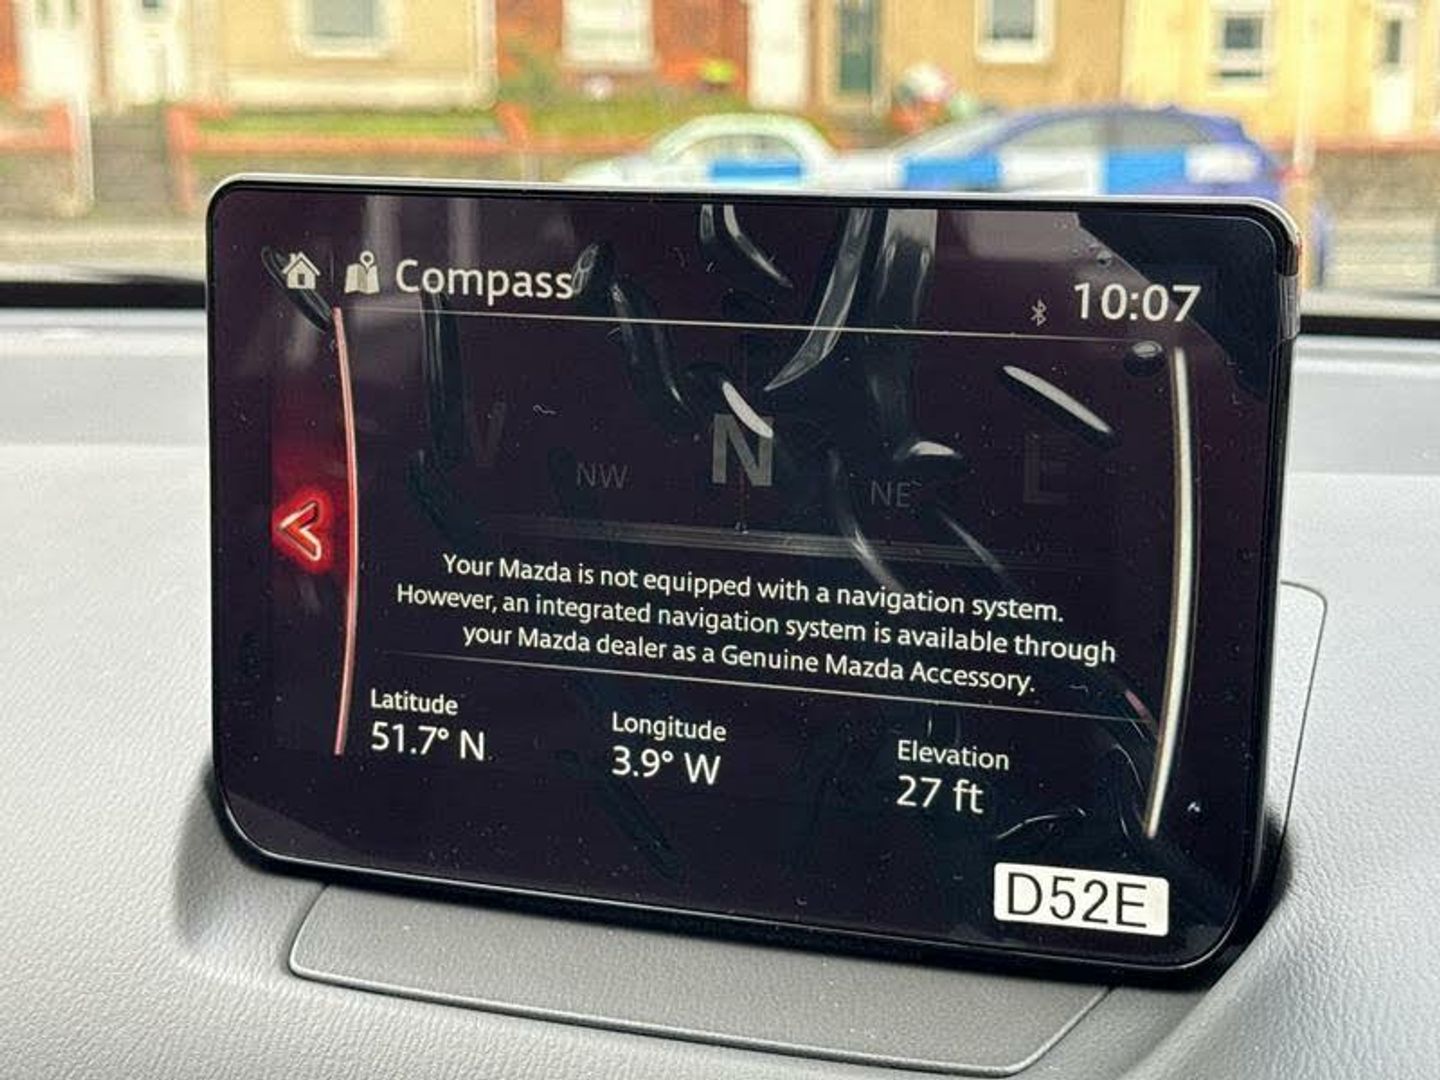 Compass
10:07
NW
N
NE
E
Your Mazda is not equipped with a navigation system.
However, an integrated navigation system is available through
your Mazda dealer as a Genuine Mazda Accessory.
Latitude
Longitude
Elevation
51.7° N
3.9° W
27 ft
D52E